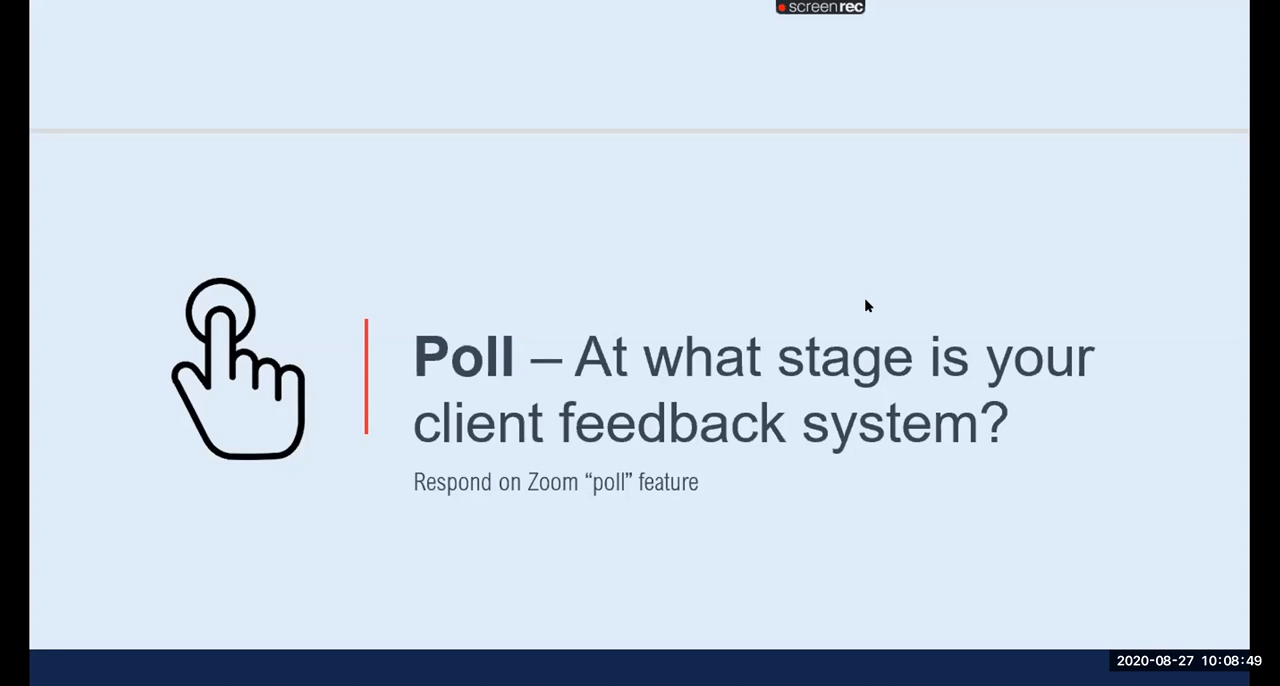 screenrec
Poll – At what stage is your
client feedback system?
Respond on Zoom “poll” feature
2020-08-27 10:08:49